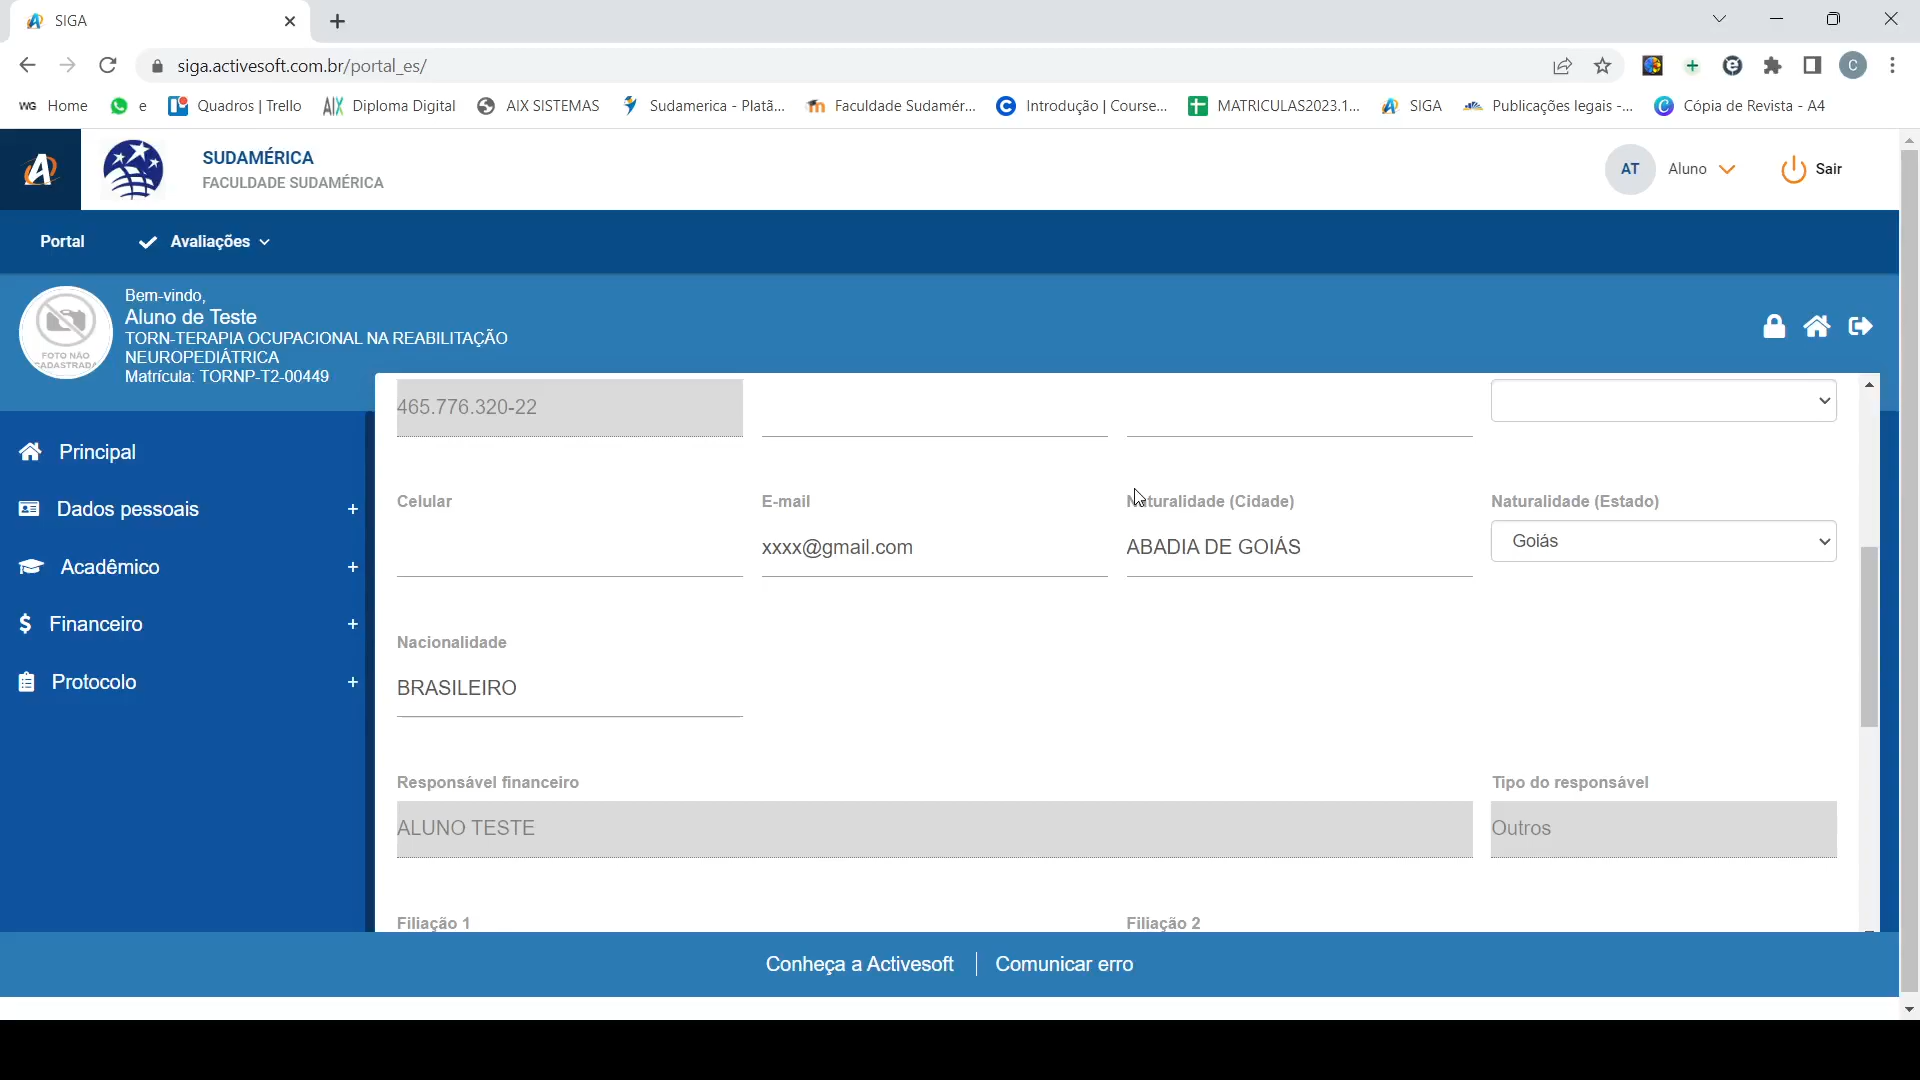 SIGA
siga.activesoft.com.br/portal_es/
C
WG Home
e
Quadros | Trello
Diploma Digital
AIX SISTEMAS
Sudamerica - Platã...
Faculdade Sudamér...
Introdução | Course...
MATRICULAS2023.1...
SIGA
Publicações legais -...
Cópia de Revista - A4
SUDAMÉRICA
FACULDADE SUDAMÉRICA
AT Aluno
Sair
Portal
Avaliações
Bem-vindo,
Aluno de Teste
TORN-TERAPIA OCUPACIONAL NA REABILITAÇÃO
NEUROPEDIÁTRICA
Matrícula: TORNP-T2-00449
FOTO NÃO
CADASTRADA
Principal
Dados pessoais +
Acadêmico +
Financeiro +
Protocolo +
465.776.320-22
Celular
E-mail
Naturalidade (Cidade)
Naturalidade (Estado)
xxxx@gmail.com
ABADIA DE GOIÁS
Goiás
Nacionalidade
BRASILEIRO
Responsável financeiro
Tipo do responsável
ALUNO TESTE
Outros
Filiação 1
Filiação 2
Conheça a Activesoft | Comunicar erro